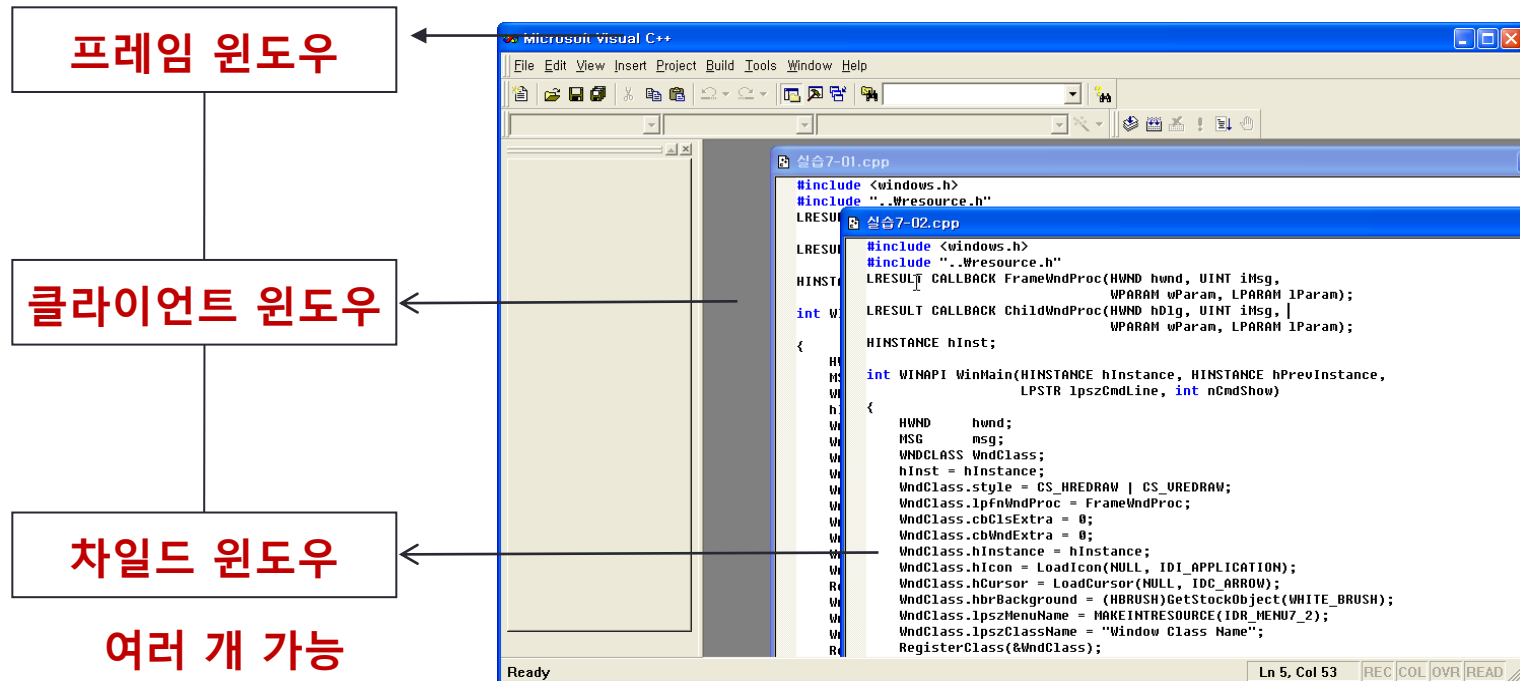 프레임 윈도우
클라이언트 윈도우
차일드 윈도우
여러 개 가능
Microsoft Visual C++
File Edit View Insert Project Build Tools Window Help
실습7-01.cpp
#include <windows.h>
#include "..₩resource.h"
LRESU
LRESU
HINST
int W
{
실습7-02.cpp
#include <windows.h>
#include "..₩resource.h"
LRESULT CALLBACK FrameWndProc(HWND hwnd, UINT iMsg,
WPARAM wParam, LPARAM lParam);
LRESULT CALLBACK ChildWndProc(HWND hDlg, UINT iMsg,
WPARAM wParam, LPARAM lParam);
HINSTANCE hInst;
int WINAPI WinMain(HINSTANCE hInstance, HINSTANCE hPrevInstance,
LPSTR lpszCmdLine, int nCmdShow)
{
HWND hwnd;
MSG msg;
WNDCLASS WndClass;
hInst = hInstance;
WndClass.style = CS_HREDRAW | CS_VREDRAW;
WndClass.lpfnWndProc = FrameWndProc;
WndClass.cbClsExtra = 0;
WndClass.cbWndExtra = 0;
WndClass.hInstance = hInstance;
WndClass.hIcon = LoadIcon(NULL, IDI_APPLICATION);
WndClass.hCursor = LoadCursor(NULL, IDC_ARROW);
WndClass.hbrBackground = (HBRUSH)GetStockObject(WHITE_BRUSH);
WndClass.lpszMenuName = MAKEINTRESOURCE(IDR_MENU7_2);
WndClass.lpszClassName = "Window Class Name";
RegisterClass(&WndClass);
Ready
Ln 5, Col 53 REC COL OVR READ